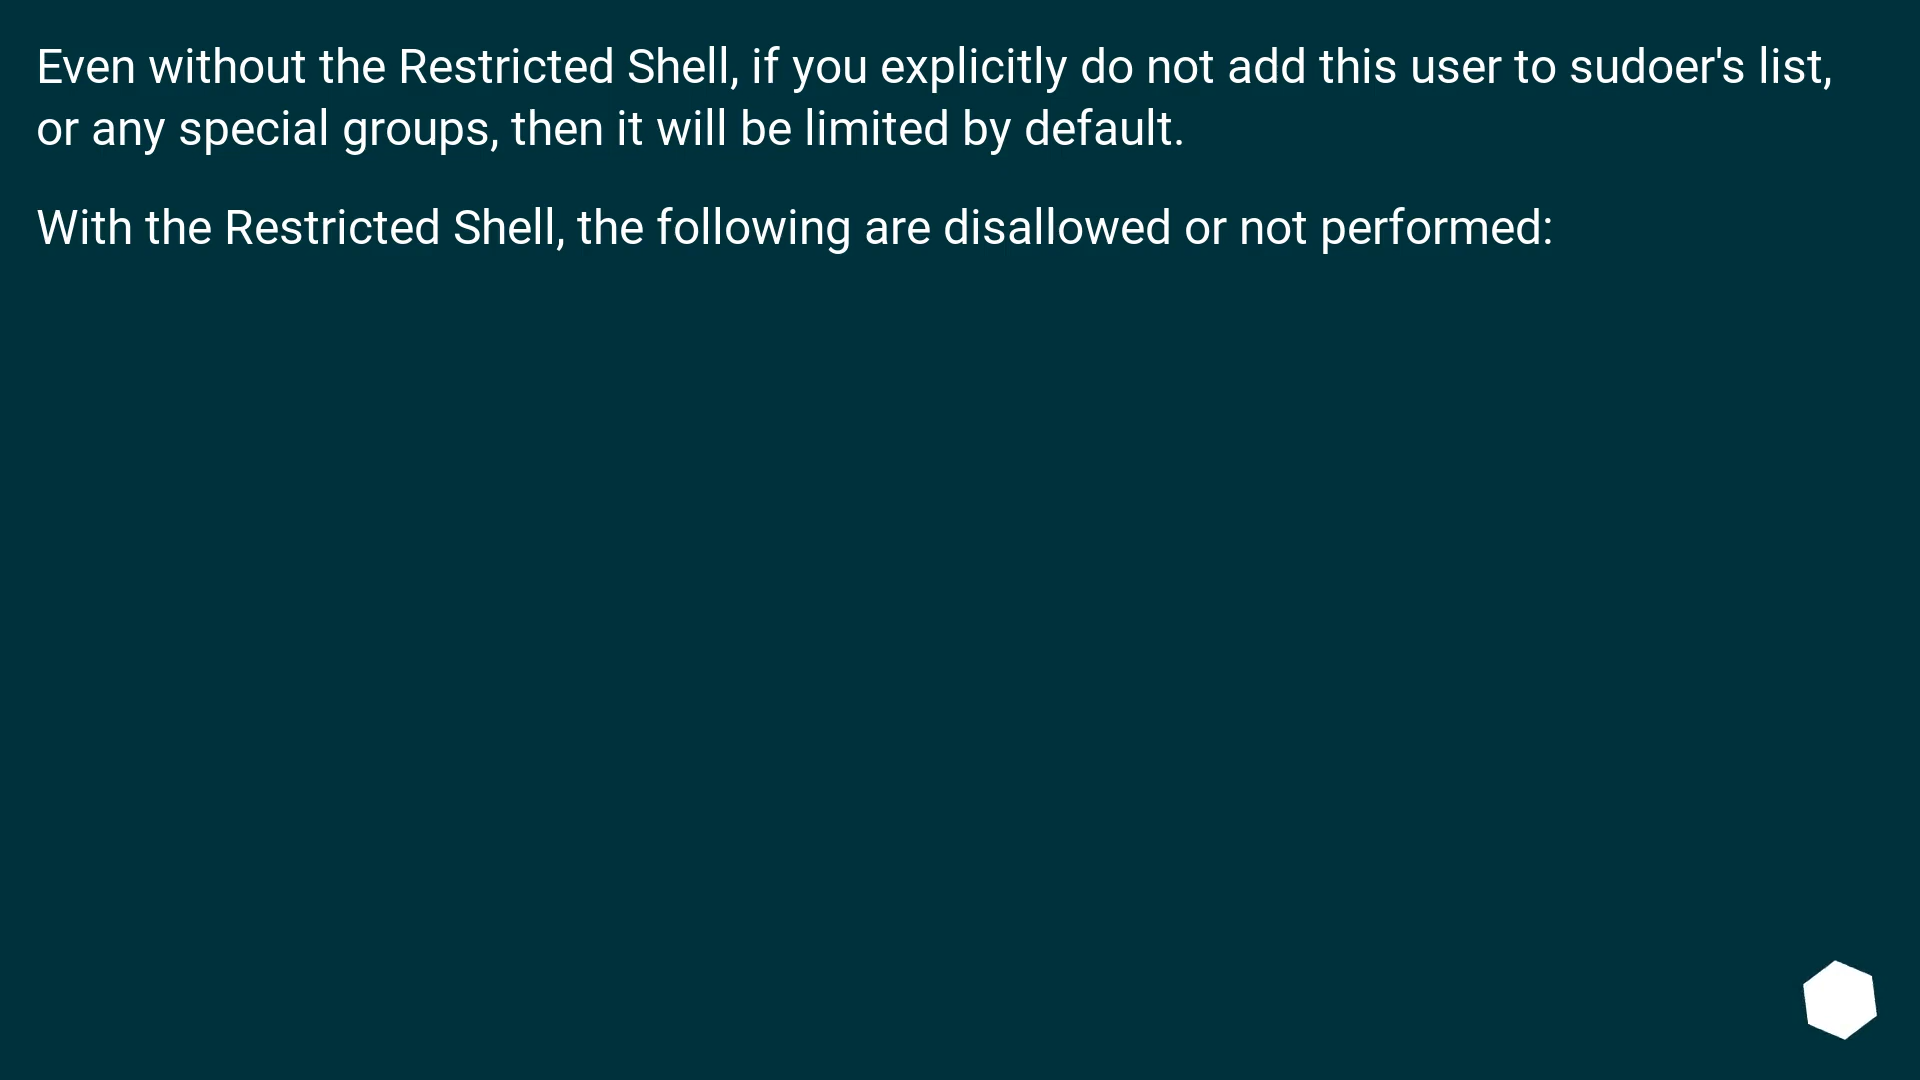 Even without the Restricted Shell, if you explicitly do not add this user to sudoer's list,
or any special groups, then it will be limited by default.
With the Restricted Shell, the following are disallowed or not performed: